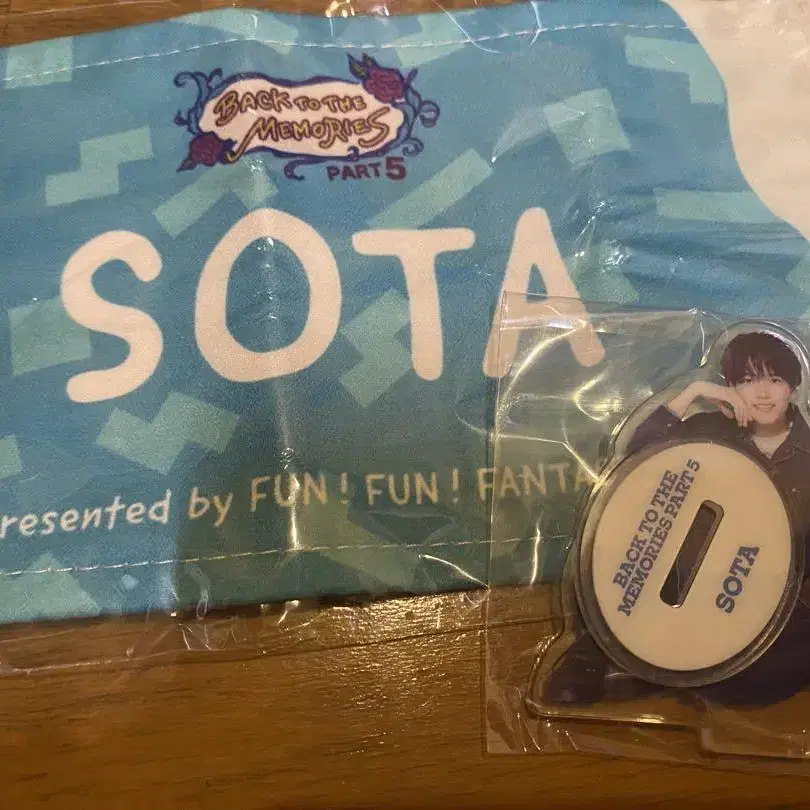 BACK TO THE
MEMORIES
PART 5
SOTA
resented by FUN! FUN! FANTA
BACK TO THE
MEMORIES PART 5
SOTA